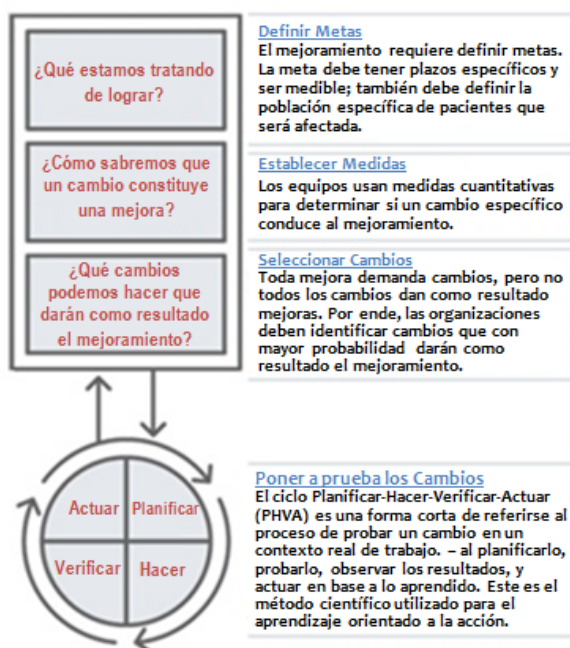 ¿Qué estamos tratando
de lograr?
Definir Metas
El mejoramiento requiere definir metas.
La meta debe tener plazos específicos y
ser medible; también debe definir la
población específica de pacientes que
será afectada.
¿Cómo sabremos que
un cambio constituye
una mejora?
Establecer Medidas
Los equipos usan medidas cuantitativas
para determinar si un cambio específico
conduce al mejoramiento.
¿Qué cambios
podemos hacer que
darán como resultado
el mejoramiento?
Seleccionar Cambios
Toda mejora demanda cambios, pero no
todos los cambios dan como resultado
mejoras. Por ende, las organizaciones
deben identificar cambios que con
mayor probabilidad darán como
resultado el mejoramiento.
Actuar
Planificar
Verificar
Hacer
Poner a prueba los Cambios
El ciclo Planificar-Hacer-Verificar-Actuar
(PHVA) es una forma corta de referirse al
proceso de probar un cambio en un
contexto real de trabajo. – al planificarlo,
probarlo, observar los resultados, y
actuar en base a lo aprendido. Este es el
método científico utilizado para el
aprendizaje orientado a la acción.